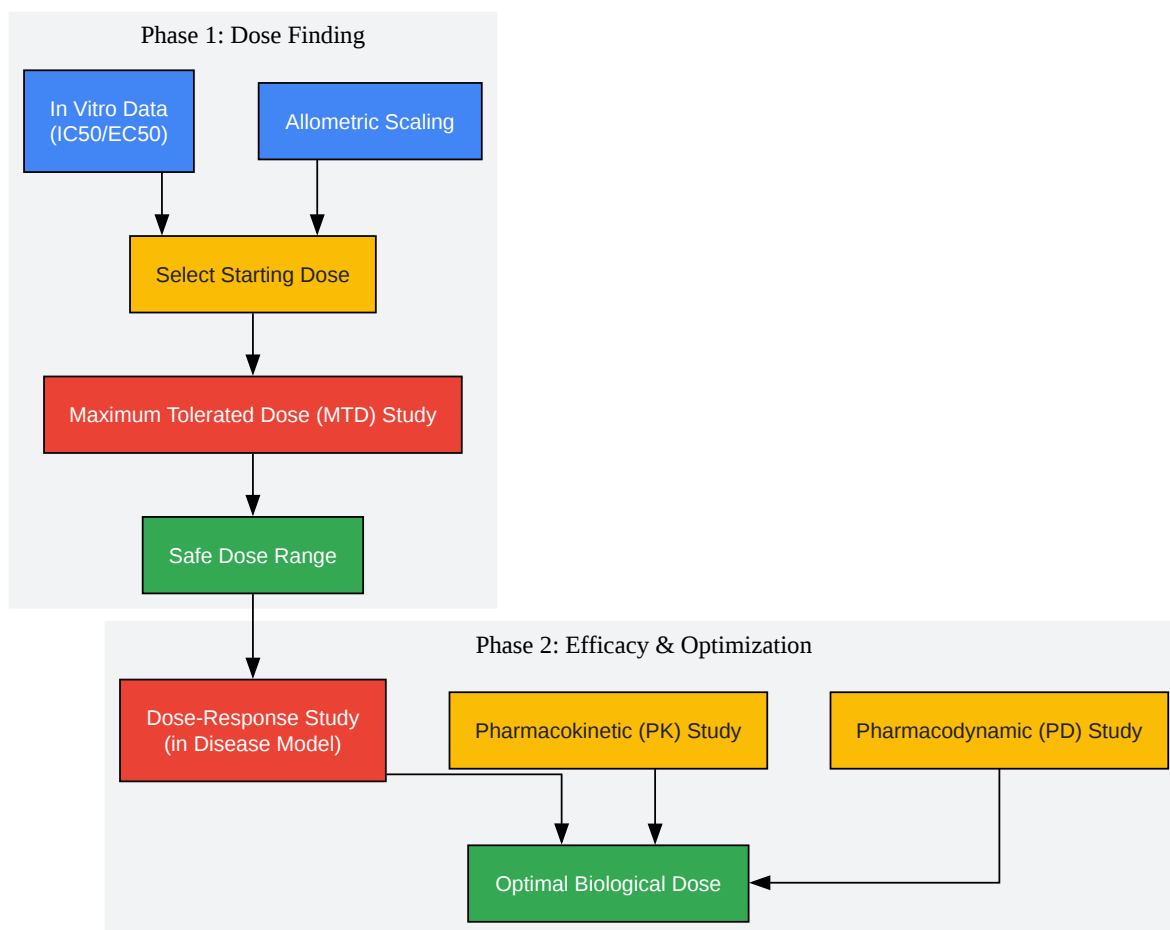 Phase 1: Dose Finding
In Vitro Data
(IC50/EC50)
Allometric Scaling
Select Starting Dose
Maximum Tolerated Dose (MTD) Study
Safe Dose Range
Phase 2: Efficacy & Optimization
Dose-Response Study
(in Disease Model)
Pharmacokinetic (PK) Study
Pharmacodynamic (PD) Study
Optimal Biological Dose